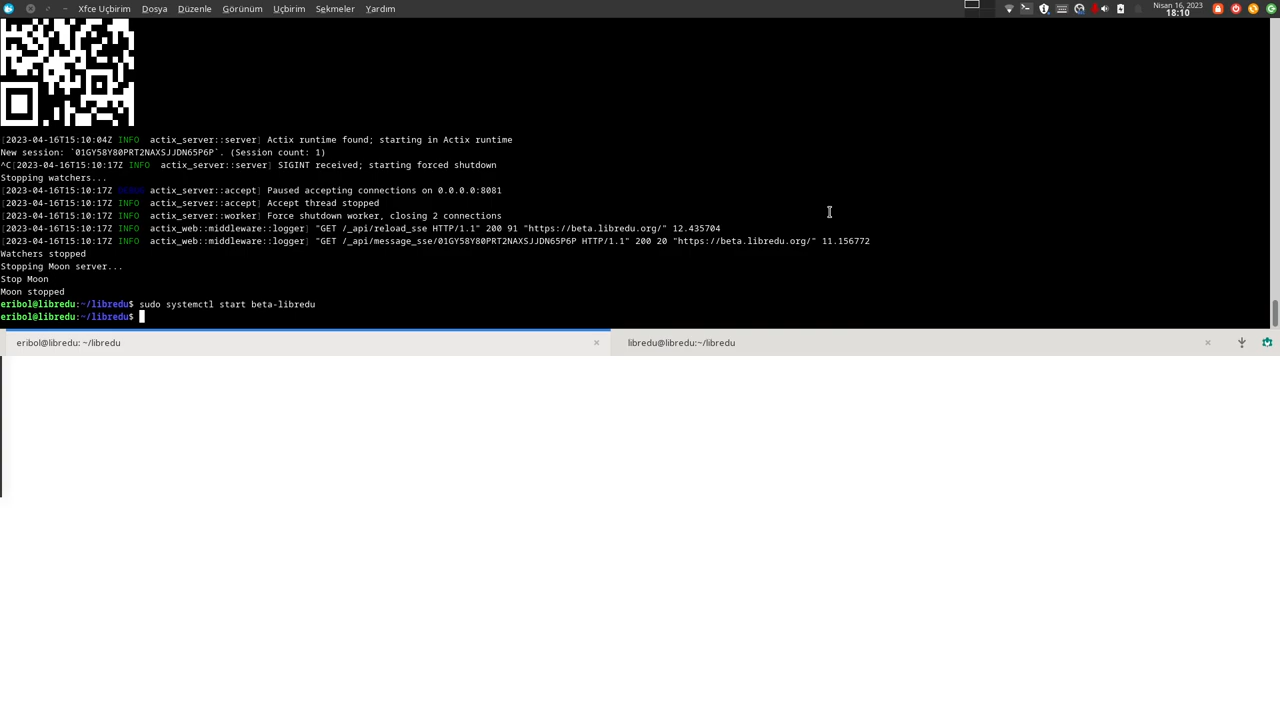 Xfce Uçbirim Dosya Düzenle Görünüm Uçbirim Sekmeler Yardım
Nisan 16, 2023
18:10
[2023-04-16T15:10:04Z INFO  actix_server::server] Actix runtime found; starting in Actix runtime
New session: `01GY58Y80PRT2NAXSJJDN65P6P`. (Session count: 1)
^C[2023-04-16T15:10:17Z INFO  actix_server::server] SIGINT received; starting forced shutdown
Stopping watchers...
[2023-04-16T15:10:17Z DEBUG actix_server::accept] Paused accepting connections on 0.0.0.0:8081
[2023-04-16T15:10:17Z INFO  actix_server::accept] Accept thread stopped
[2023-04-16T15:10:17Z INFO  actix_server::worker] Force shutdown worker, closing 2 connections
[2023-04-16T15:10:17Z INFO  actix_web::middleware::logger] "GET /_api/reload_sse HTTP/1.1" 200 91 "https://beta.libredu.org/" 12.435704
[2023-04-16T15:10:17Z INFO  actix_web::middleware::logger] "GET /_api/message_sse/01GY58Y80PRT2NAXSJJDN65P6P HTTP/1.1" 200 20 "https://beta.libredu.org/" 11.156772
Watchers stopped
Stopping Moon server...
Stop Moon
Moon stopped
eribol@libredu:~/libredu$ sudo systemctl start beta-libredu
eribol@libredu:~/libredu$
eribol@libredu: ~/libredu
libredu@libredu:~/libredu